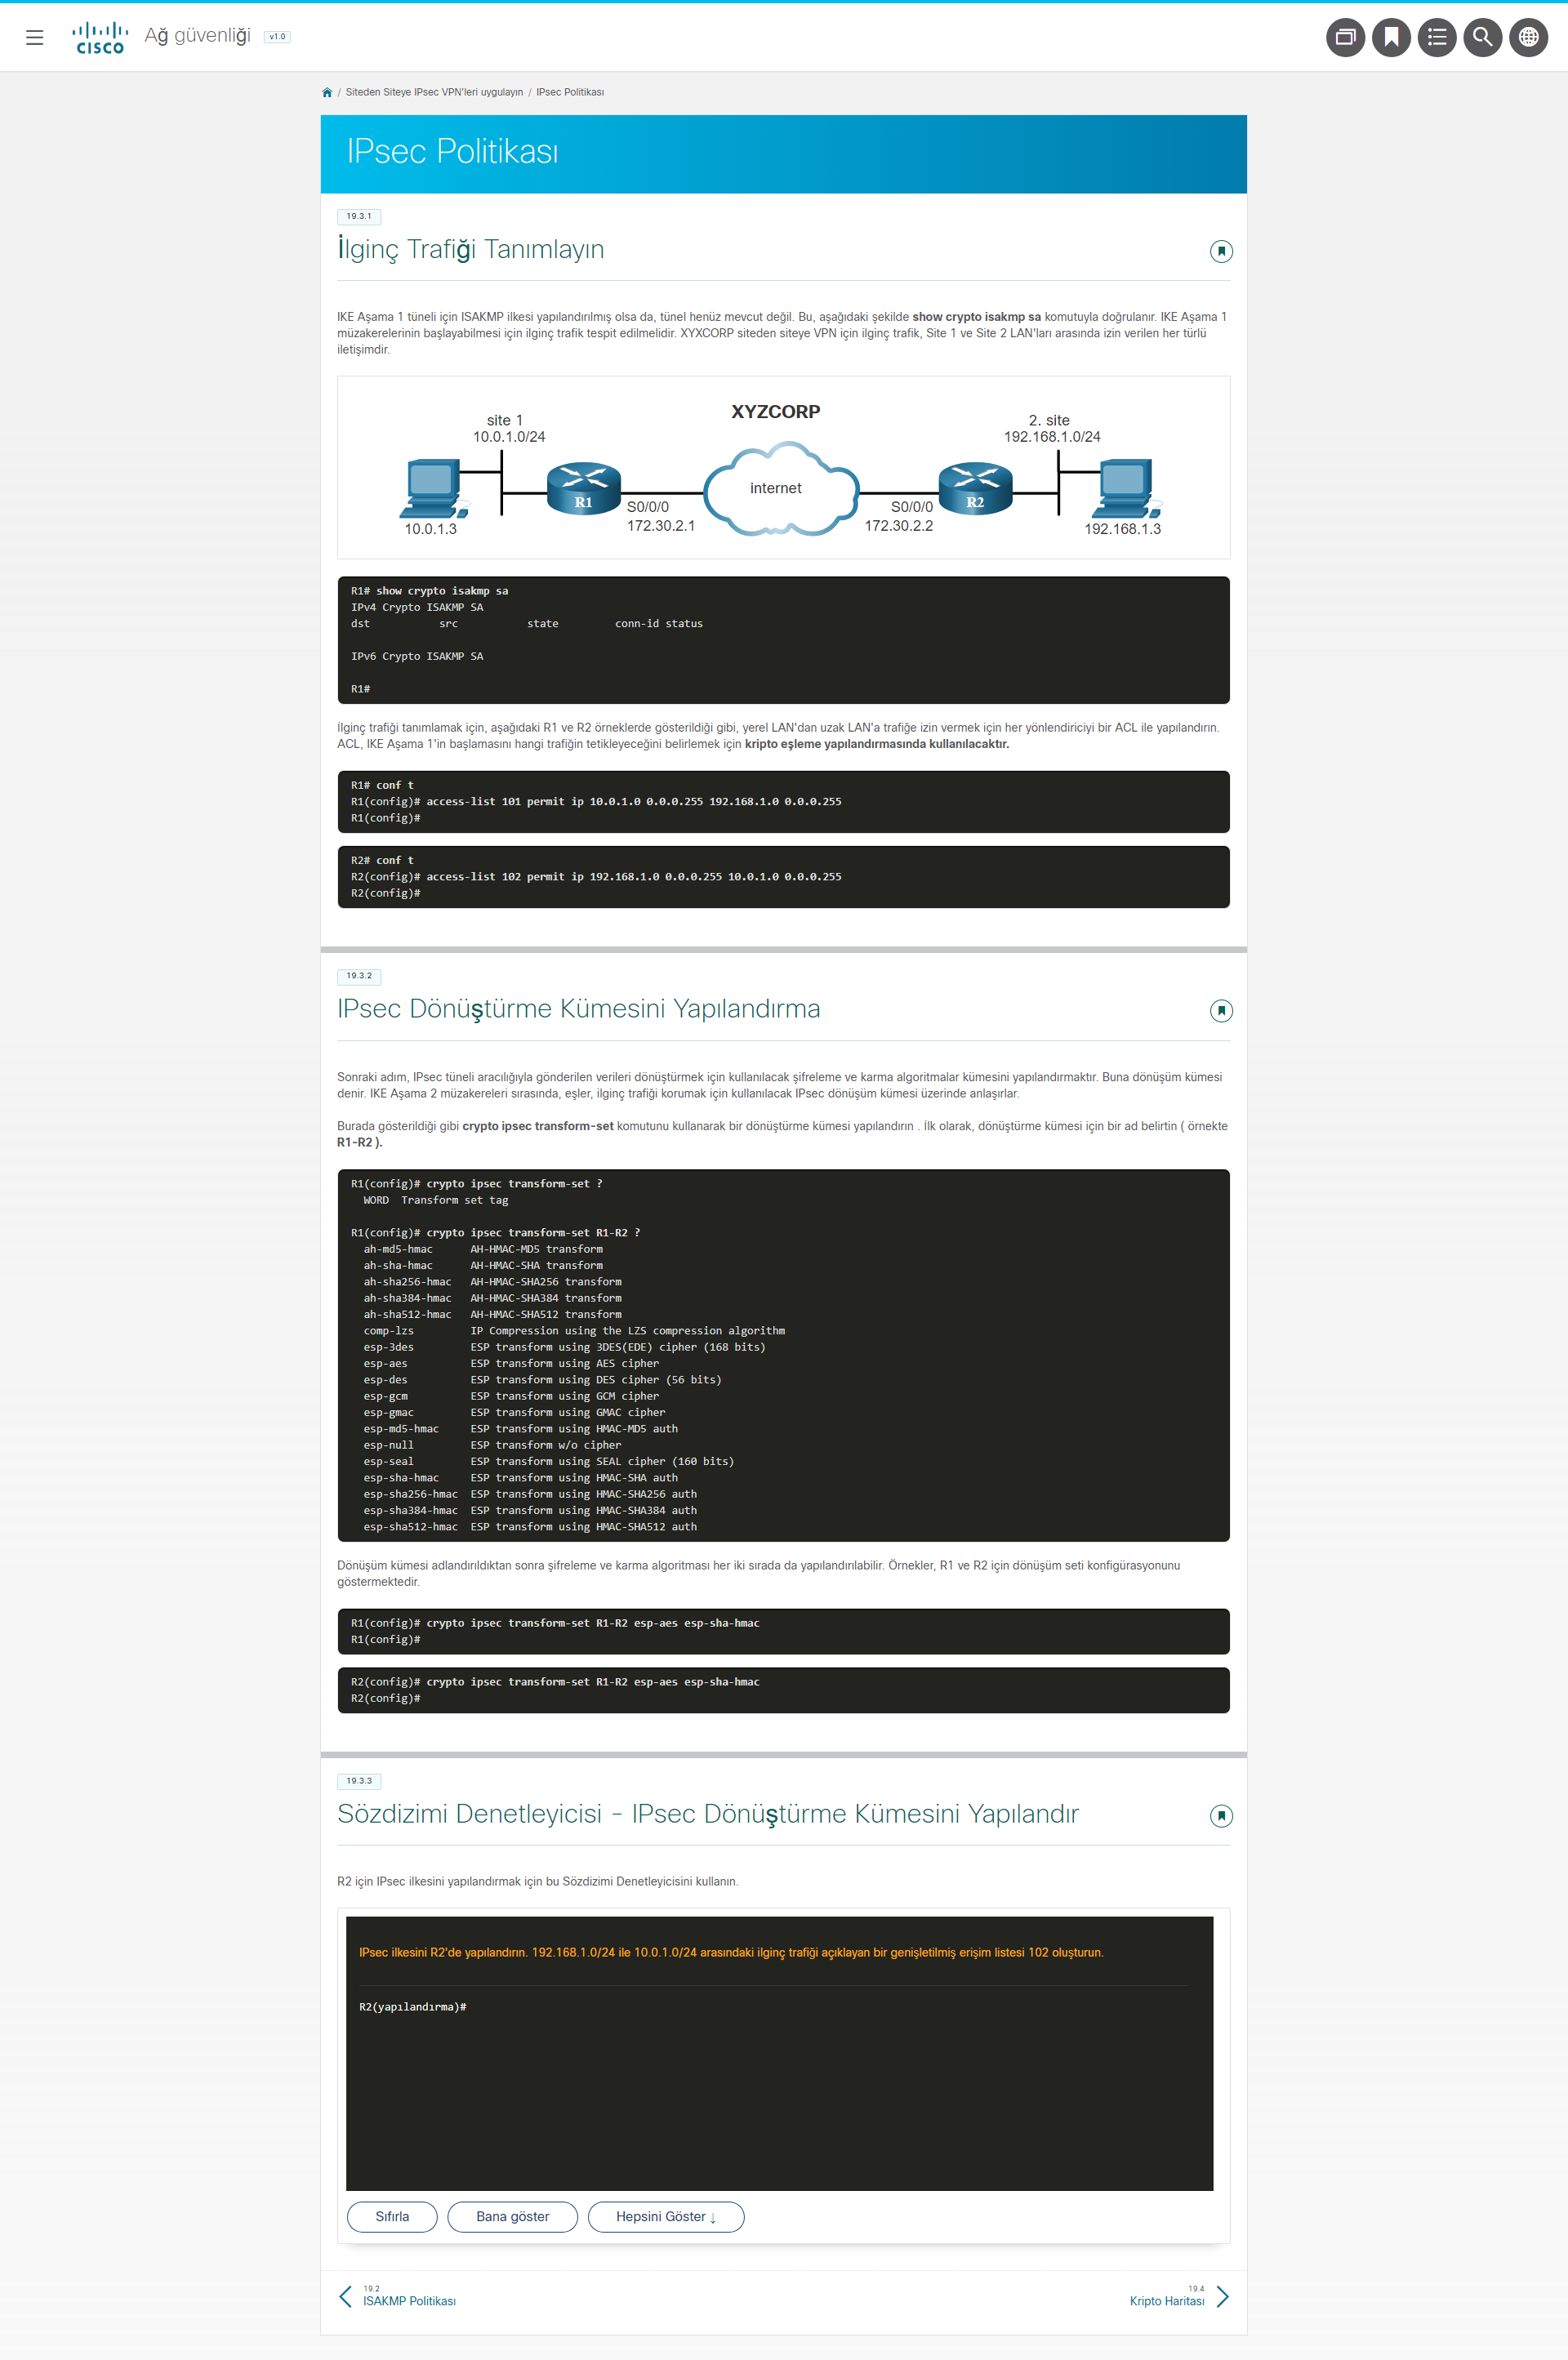 CISCO
Ağ güvenliği v1.0
/ Siteden Siteye IPsec VPN'leri uygulayın / IPsec Politikası
IPsec Politikası
19.3.1
İlginç Trafiği Tanımlayın
IKE Aşama 1 tüneli için ISAKMP ilkesi yapılandırılmış olsa da, tünel henüz mevcut değil. Bu, aşağıdaki şekilde show crypto isakmp sa komutuyla doğrulanır. IKE Aşama 1
müzakerelerinin başlayabilmesi için ilginç trafik tespit edilmelidir. XYXCORP siteden siteye VPN için ilginç trafik, Site 1 ve Site 2 LAN'ları arasında izin verilen her türlü
iletişimdir.
XYZCORP
site 1
10.0.1.0/24
2. site
192.168.1.0/24
internet
R1
R2
S0/0/0
172.30.2.1
S0/0/0
172.30.2.2
10.0.1.3
192.168.1.3
R1# show crypto isakmp sa
IPv4 Crypto ISAKMP SA
dst           src           state         conn-id status
IPv6 Crypto ISAKMP SA
R1#
İlginç trafiği tanımlamak için, aşağıdaki R1 ve R2 örneklerde gösterildiği gibi, yerel LAN'dan uzak LAN'a trafiğe izin vermek için her yönlendiriciyi bir ACL ile yapılandırın.
ACL, IKE Aşama 1'in başlamasını hangi trafiğin tetikleyeceğini belirlemek için kripto eşleme yapılandırmasında kullanılacaktır.
R1# conf t
R1(config)# access-list 101 permit ip 10.0.1.0 0.0.0.255 192.168.1.0 0.0.0.255
R1(config)#
R2# conf t
R2(config)# access-list 102 permit ip 192.168.1.0 0.0.0.255 10.0.1.0 0.0.0.255
R2(config)#
19.3.2
IPsec Dönüştürme Kümesini Yapılandırma
Sonraki adım, IPsec tüneli aracılığıyla gönderilen verileri dönüştürmek için kullanılacak şifreleme ve karma algoritmalar kümesini yapılandırmaktır. Buna dönüşüm kümesi
denir. IKE Aşama 2 müzakereleri sırasında, eşler, ilginç trafiği korumak için kullanılacak IPsec dönüşüm kümesi üzerinde anlaşırlar.
Burada gösterildiği gibi crypto ipsec transform-set komutunu kullanarak bir dönüştürme kümesi yapılandırın . İlk olarak, dönüştürme kümesi için bir ad belirtin ( örnekte
R1-R2 ).
R1(config)# crypto ipsec transform-set ?
  WORD  Transform set tag
R1(config)# crypto ipsec transform-set R1-R2 ?
  ah-md5-hmac      AH-HMAC-MD5 transform
  ah-sha-hmac      AH-HMAC-SHA transform
  ah-sha256-hmac   AH-HMAC-SHA256 transform
  ah-sha384-hmac   AH-HMAC-SHA384 transform
  ah-sha512-hmac   AH-HMAC-SHA512 transform
  comp-lzs         IP Compression using the LZS compression algorithm
  esp-3des         ESP transform using 3DES(EDE) cipher (168 bits)
  esp-aes          ESP transform using AES cipher
  esp-des          ESP transform using DES cipher (56 bits)
  esp-gcm          ESP transform using GCM cipher
  esp-gmac         ESP transform using GMAC cipher
  esp-md5-hmac     ESP transform using HMAC-MD5 auth
  esp-null         ESP transform w/o cipher
  esp-seal         ESP transform using SEAL cipher (160 bits)
  esp-sha-hmac     ESP transform using HMAC-SHA auth
  esp-sha256-hmac  ESP transform using HMAC-SHA256 auth
  esp-sha384-hmac  ESP transform using HMAC-SHA384 auth
  esp-sha512-hmac  ESP transform using HMAC-SHA512 auth
Dönüşüm kümesi adlandırıldıktan sonra şifreleme ve karma algoritması her iki sırada da yapılandırılabilir. Örnekler, R1 ve R2 için dönüşüm seti konfigürasyonunu
göstermektedir.
R1(config)# crypto ipsec transform-set R1-R2 esp-aes esp-sha-hmac
R1(config)#
R2(config)# crypto ipsec transform-set R1-R2 esp-aes esp-sha-hmac
R2(config)#
19.3.3
Sözdizimi Denetleyicisi - IPsec Dönüştürme Kümesini Yapılandır
R2 için IPsec ilkesini yapılandırmak için bu Sözdizimi Denetleyicisini kullanın.
IPsec ilkesini R2'de yapılandırın. 192.168.1.0/24 ile 10.0.1.0/24 arasındaki ilginç trafiği açıklayan bir genişletilmiş erişim listesi 102 oluşturun.
R2(yapılandırma)#
Sıfırla
Bana göster
Hepsini Göster ↓
19.2
ISAKMP Politikası
19.4
Kripto Haritası